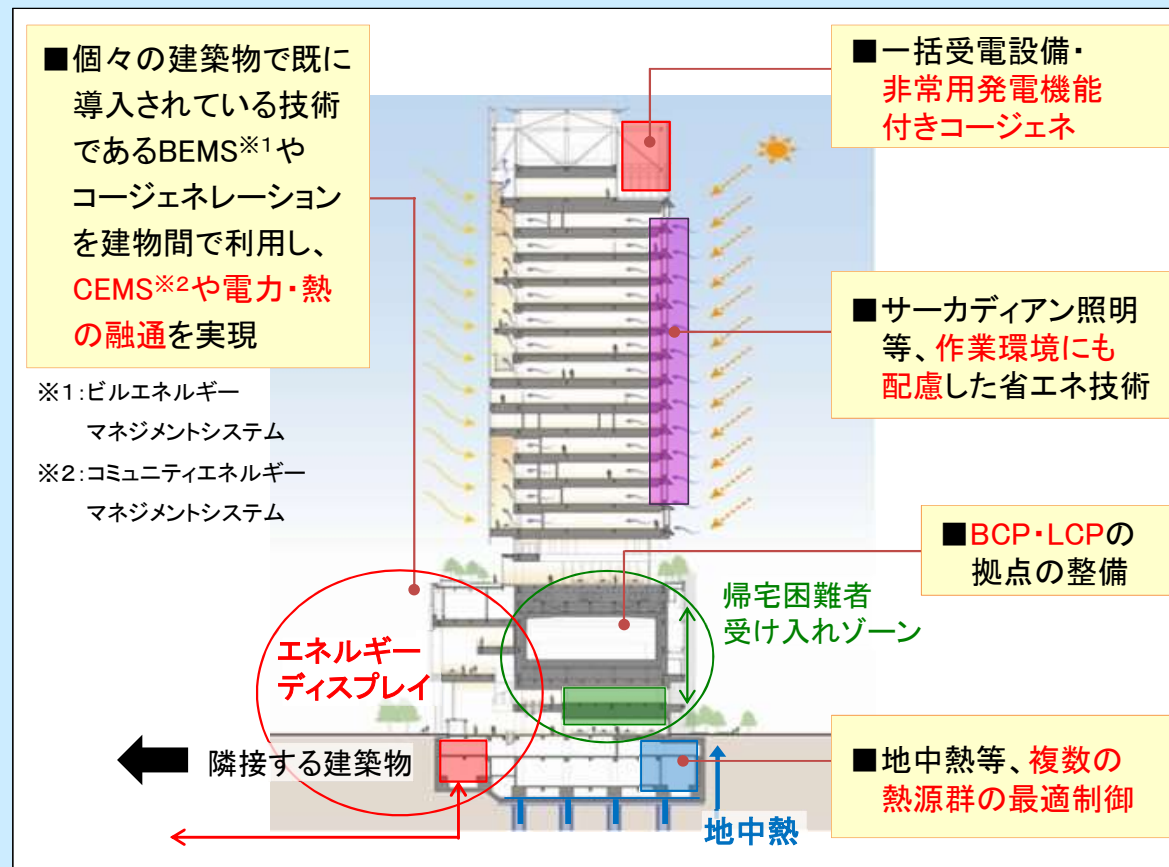 ■個々の建築物で既に
導入されている技術
であるBEMS※1や
コージェネレーション
を建物間で利用し、
CEMS※2や電力・熱
の融通を実現
※1:ビルエネルギー
マネジメントシステム
※2:コミュニティエネルギー
マネジメントシステム
■一括受電設備・
非常用発電機能
付きコージェネ
■サーカディアン照明
等、作業環境にも
配慮した省エネ技術
■BCP・LCPの
拠点の整備
帰宅困難者
受け入れゾーン
エネルギー
ディスプレイ
隣接する建築物
地中熱
■地中熱等、複数の
熱源群の最適制御